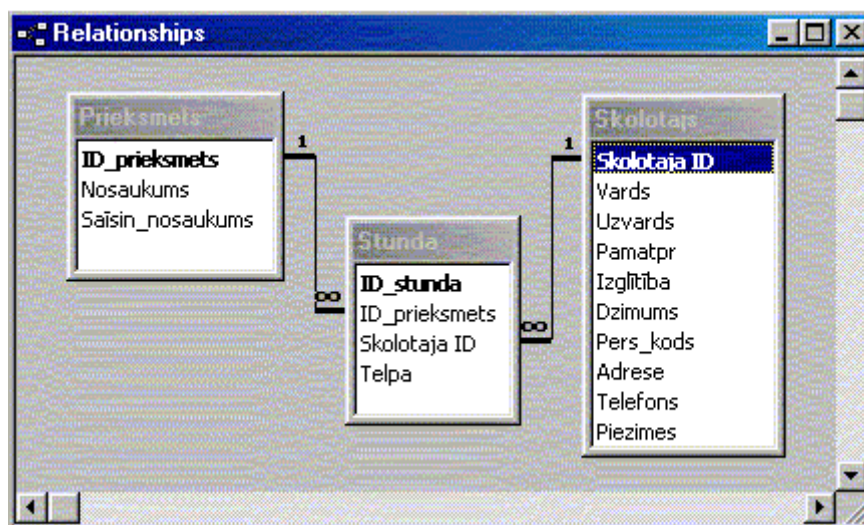 Relationships
Prieksmets
ID_prieksmets
Nosaukums
Saīsin_nosaukums
1
∞
Stunda
ID_stunda
ID_prieksmets
Skolotaja ID
Telpa
∞
1
Skolotajs
Skolotaja ID
Vards
Uzvards
Pamatpr
Izglītība
Dzimums
Pers_kods
Adrese
Telefons
Piezimes